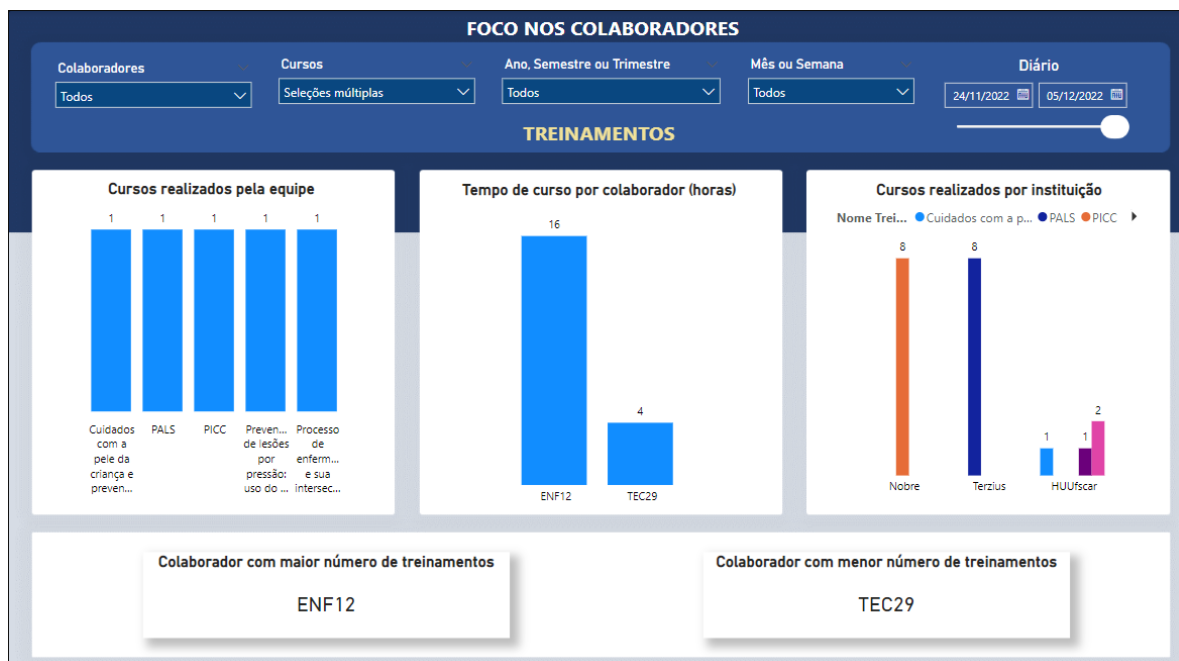 FOCO NOS COLABORADORES
Colaboradores
Todos
Cursos
Seleções múltiplas
Ano, Semestre ou Trimestre
Todos
Mês ou Semana
Todos
Diário
24/11/2022
05/12/2022
TREINAMENTOS
Cursos realizados pela equipe
1 1 1 1 1
Cuidados
com a
pele da
criança e
preven...
PALS
PICC
Preven...
de lesões
por
pressão:
uso do ...
Processo
de
enferm...
e sua
intersec...
Tempo de curso por colaborador (horas)
16
4
ENF12
TEC29
Cursos realizados por instituição
Nome Trei... Cuidados com a p... PALS PICC
8
8
1
1
2
Nobre
Terzius
HUUfscar
Colaborador com maior número de treinamentos
ENF12
Colaborador com menor número de treinamentos
TEC29